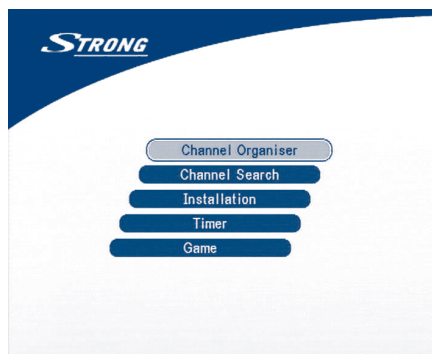 STRONG
Channel Organiser
Channel Search
Installation
Timer
Game